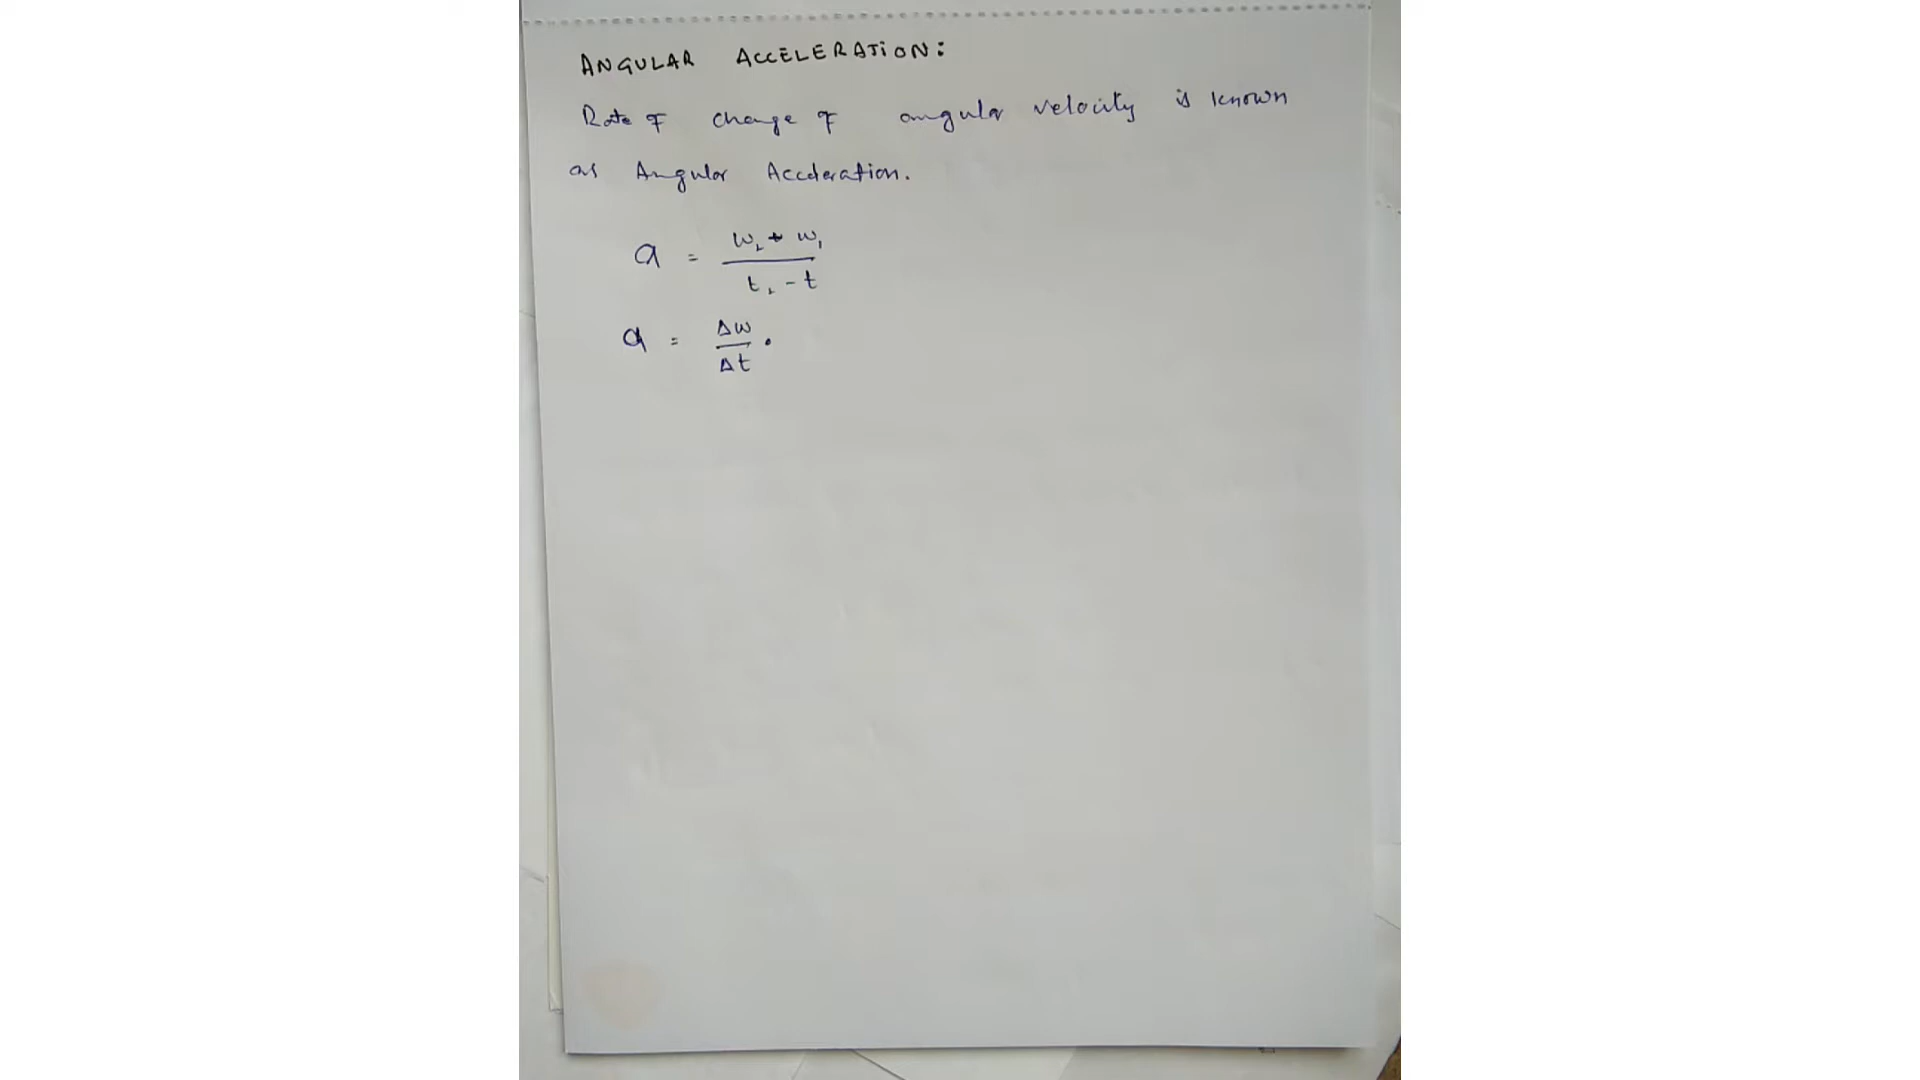 ANGULAR ACCELERATION:
Rate of change of angular velocity is known
as Angular Acceleration.
a = (ω₂ + ω₁) / (t₂ - t)
a = Δω / Δt .